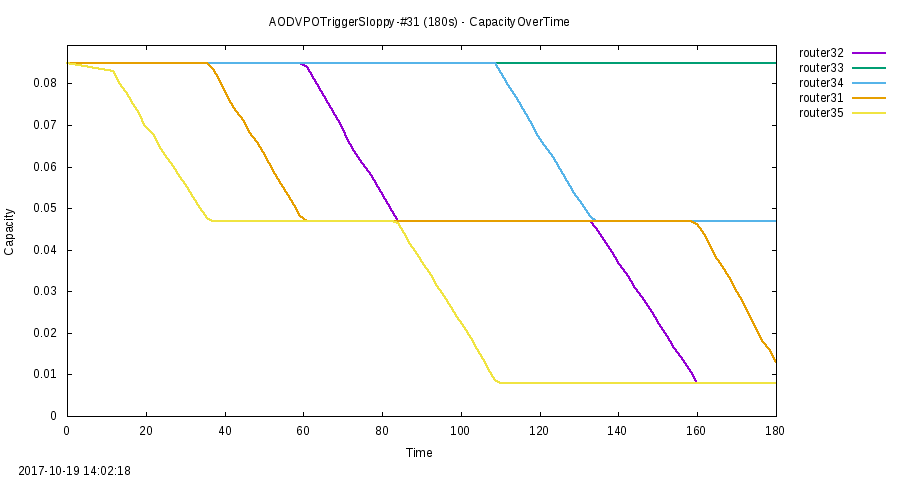 AODVPOTriggerSloppy-#31 (180s) - CapacityOverTime
router32
router33
router34
router31
router35
0.08
0.07
0.06
0.05
0.04
0.03
0.02
0.01
0
Capacity
0 20 40 60 80 100 120 140 160 180
Time
2017-10-19 14:02:18